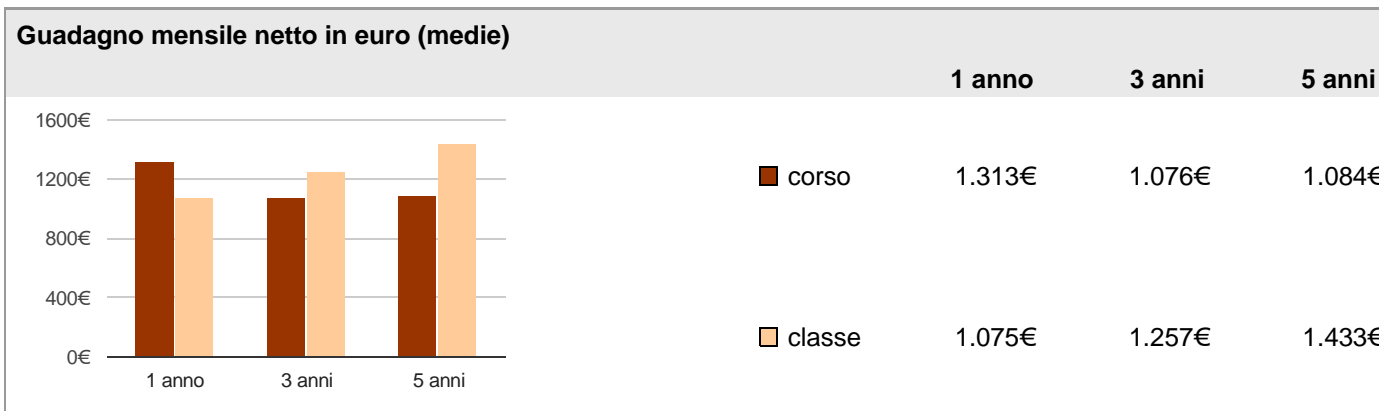 Guadagno mensile netto in euro (medie)
1 anno 3 anni 5 anni
1600€
1200€
800€
400€
0€
1 anno 3 anni 5 anni
corso 1.313€ 1.076€ 1.084€
classe 1.075€ 1.257€ 1.433€